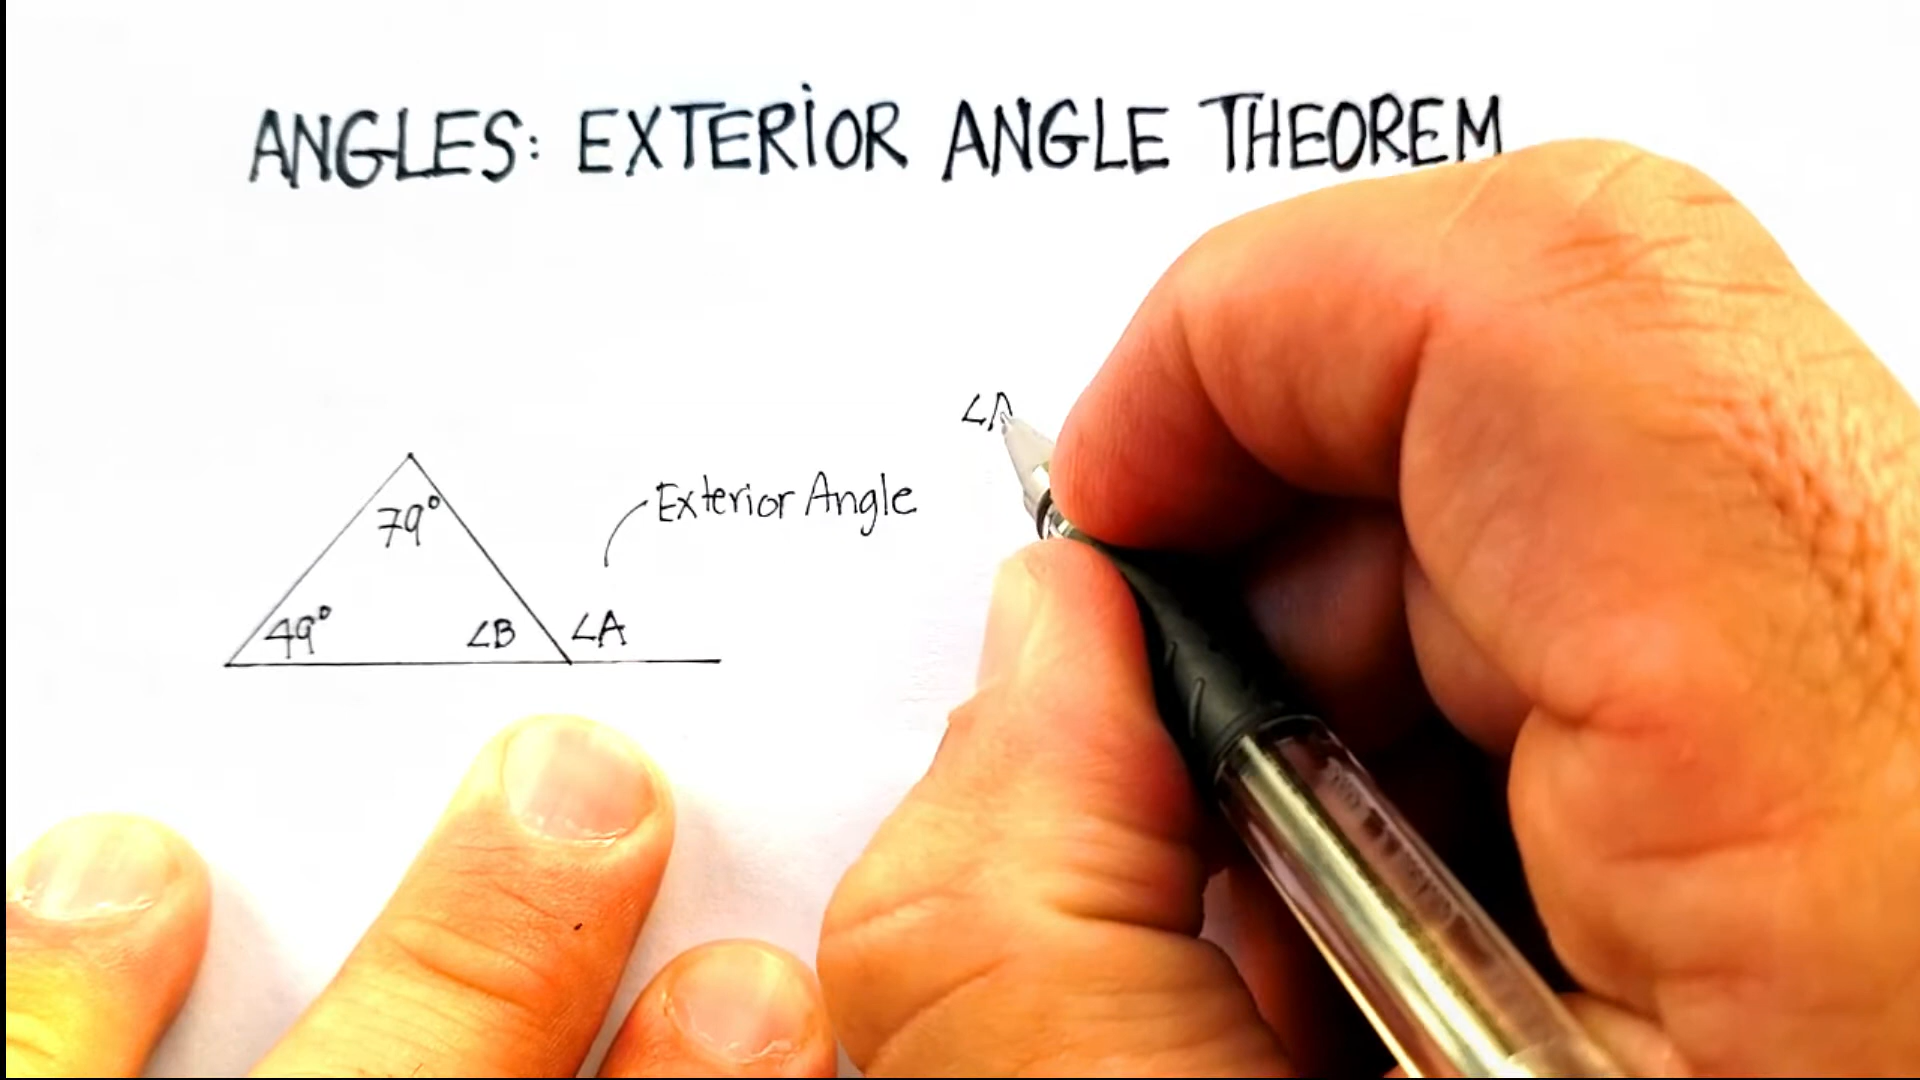 ANGLES: EXTERIOR ANGLE THEOREM
∠A
Exterior Angle
79°
49° ∠B ∠A